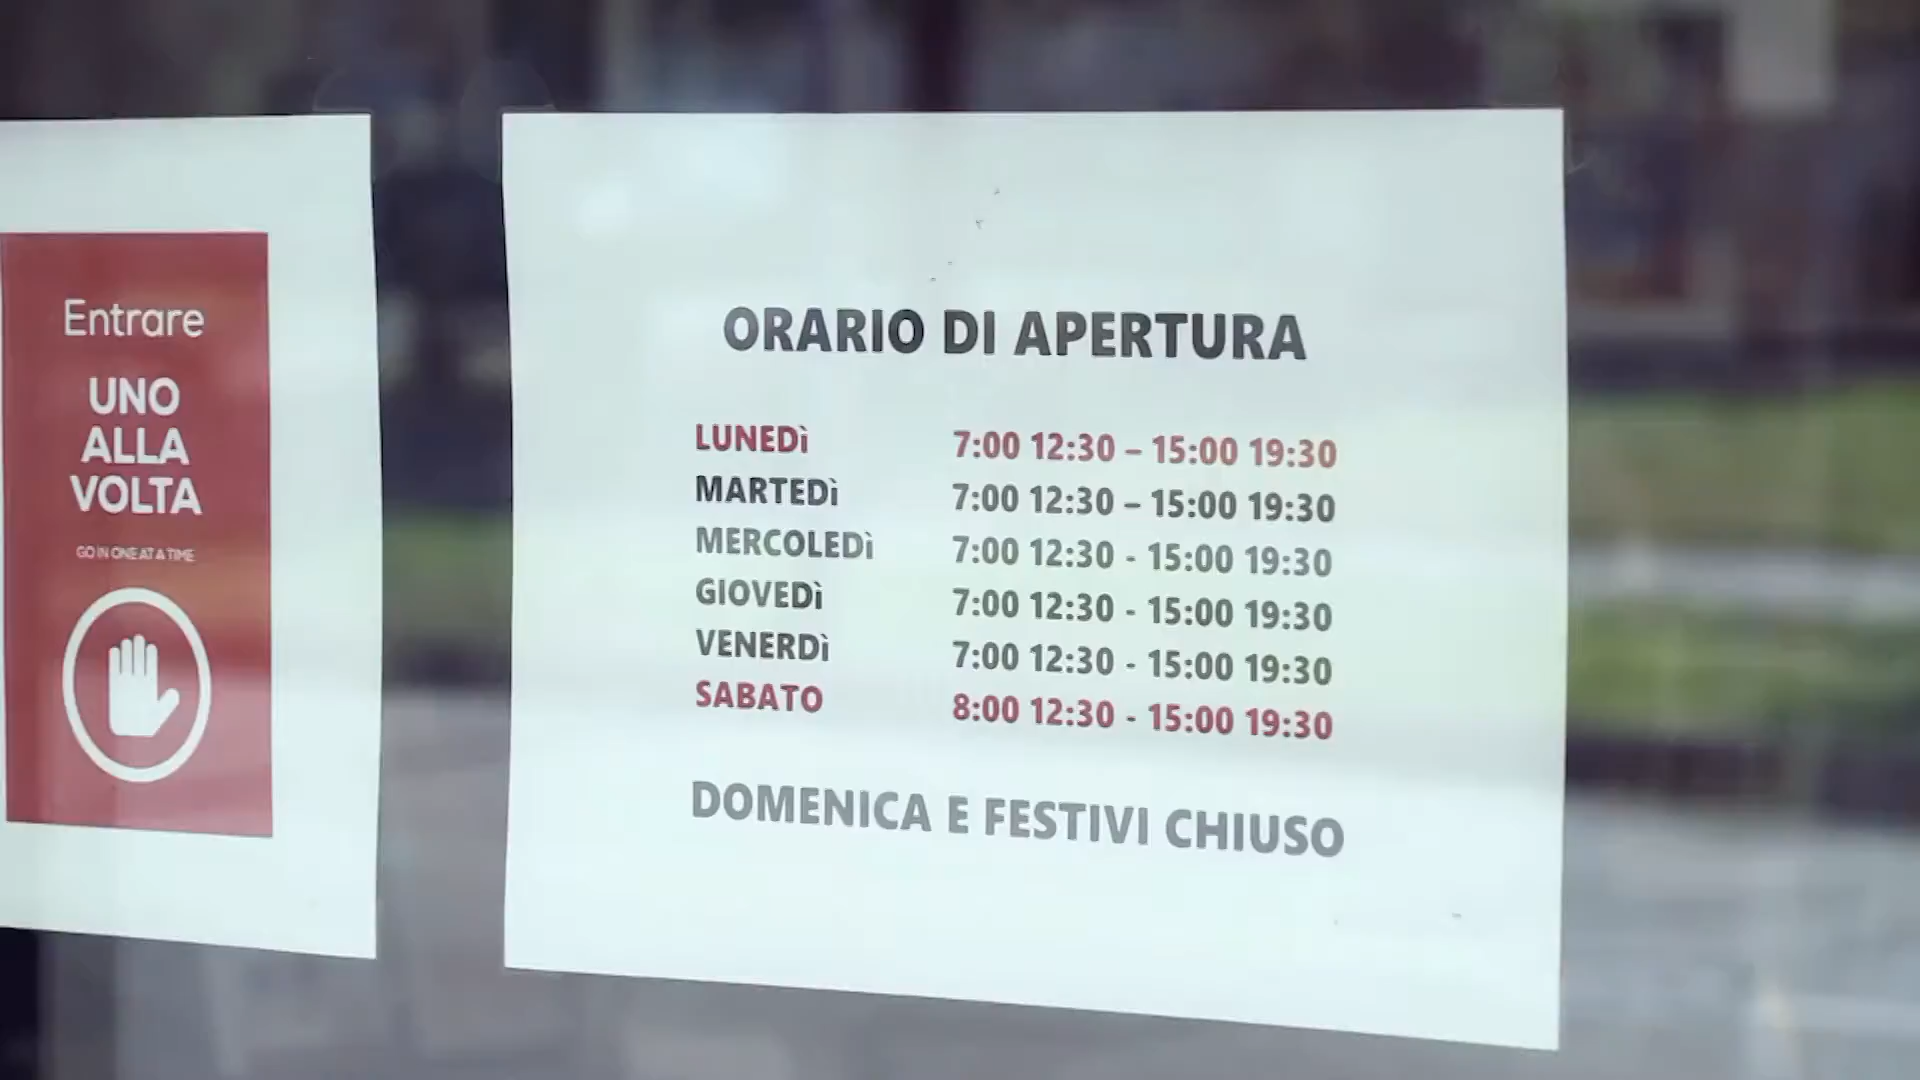 Entrare
UNO
ALLA
VOLTA
GO IN ONE AT A TIME
ORARIO DI APERTURA
LUNEDì 7:00 12:30 – 15:00 19:30
MARTEDì 7:00 12:30 – 15:00 19:30
MERCOLEDì 7:00 12:30 - 15:00 19:30
GIOVEDì 7:00 12:30 - 15:00 19:30
VENERDì 7:00 12:30 - 15:00 19:30
SABATO 8:00 12:30 - 15:00 19:30
DOMENICA E FESTIVI CHIUSO